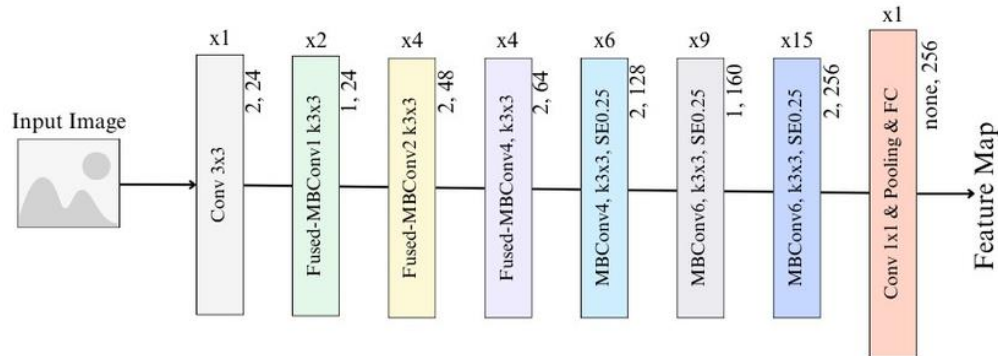 Input Image
x1
Conv 3x3
2, 24
x2
Fused-MBConv1 k3x3
1, 24
x4
Fused-MBConv2 k3x3
2, 48
x4
Fused-MBConv4, k3x3
2, 64
x6
MBConv4, k3x3, SE0.25
2, 128
x9
MBConv6, k3x3, SE0.25
1, 160
x15
MBConv6, k3x3, SE0.25
2, 256
x1
Conv 1x1 & Pooling & FC
none, 256
Feature Map